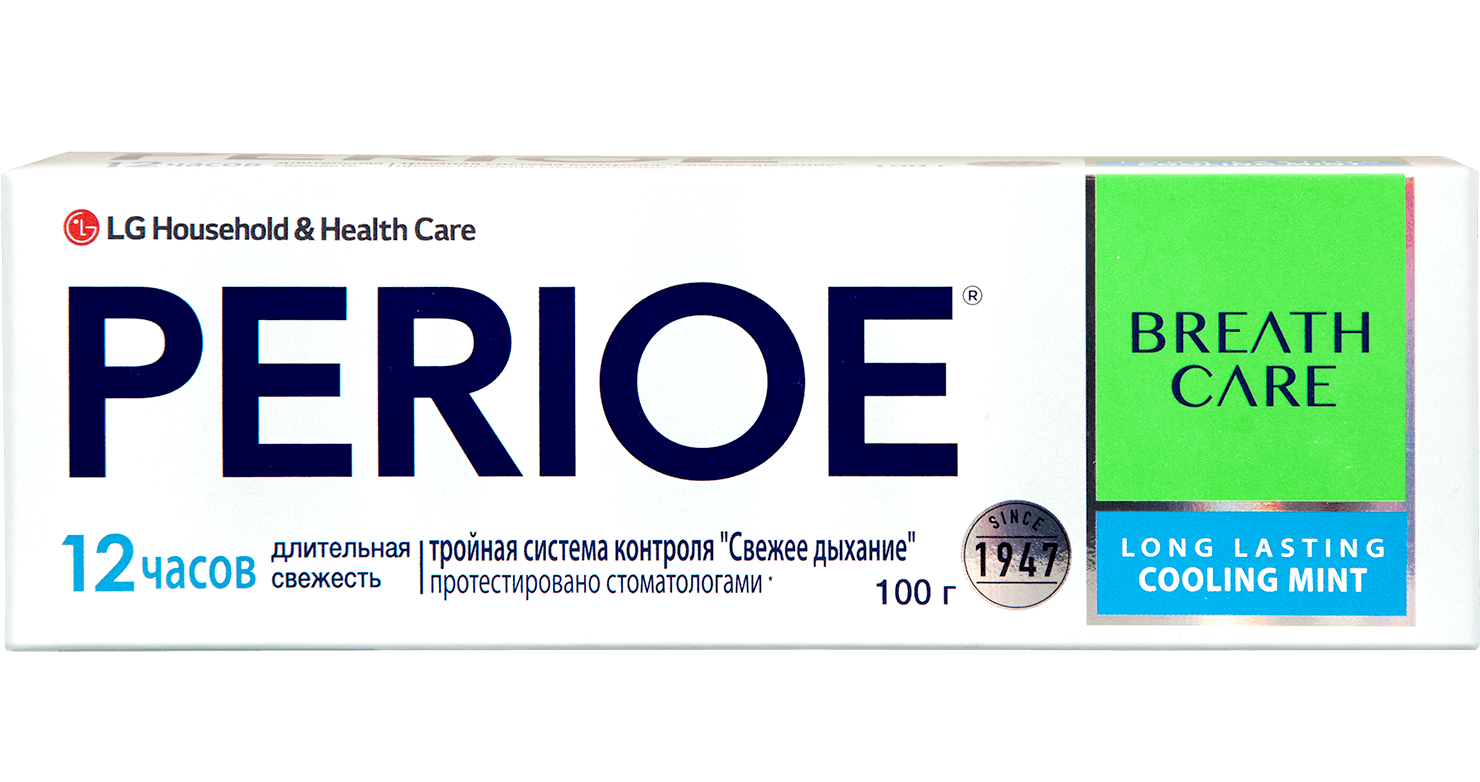 LG Household & Health Care
PERIOE®
12 часов
длительная
свежесть
тройная система контроля "Свежее дыхание"
протестировано стоматологами*
100 г
SINCE
1947
BREATH
CARE
LONG LASTING
COOLING MINT